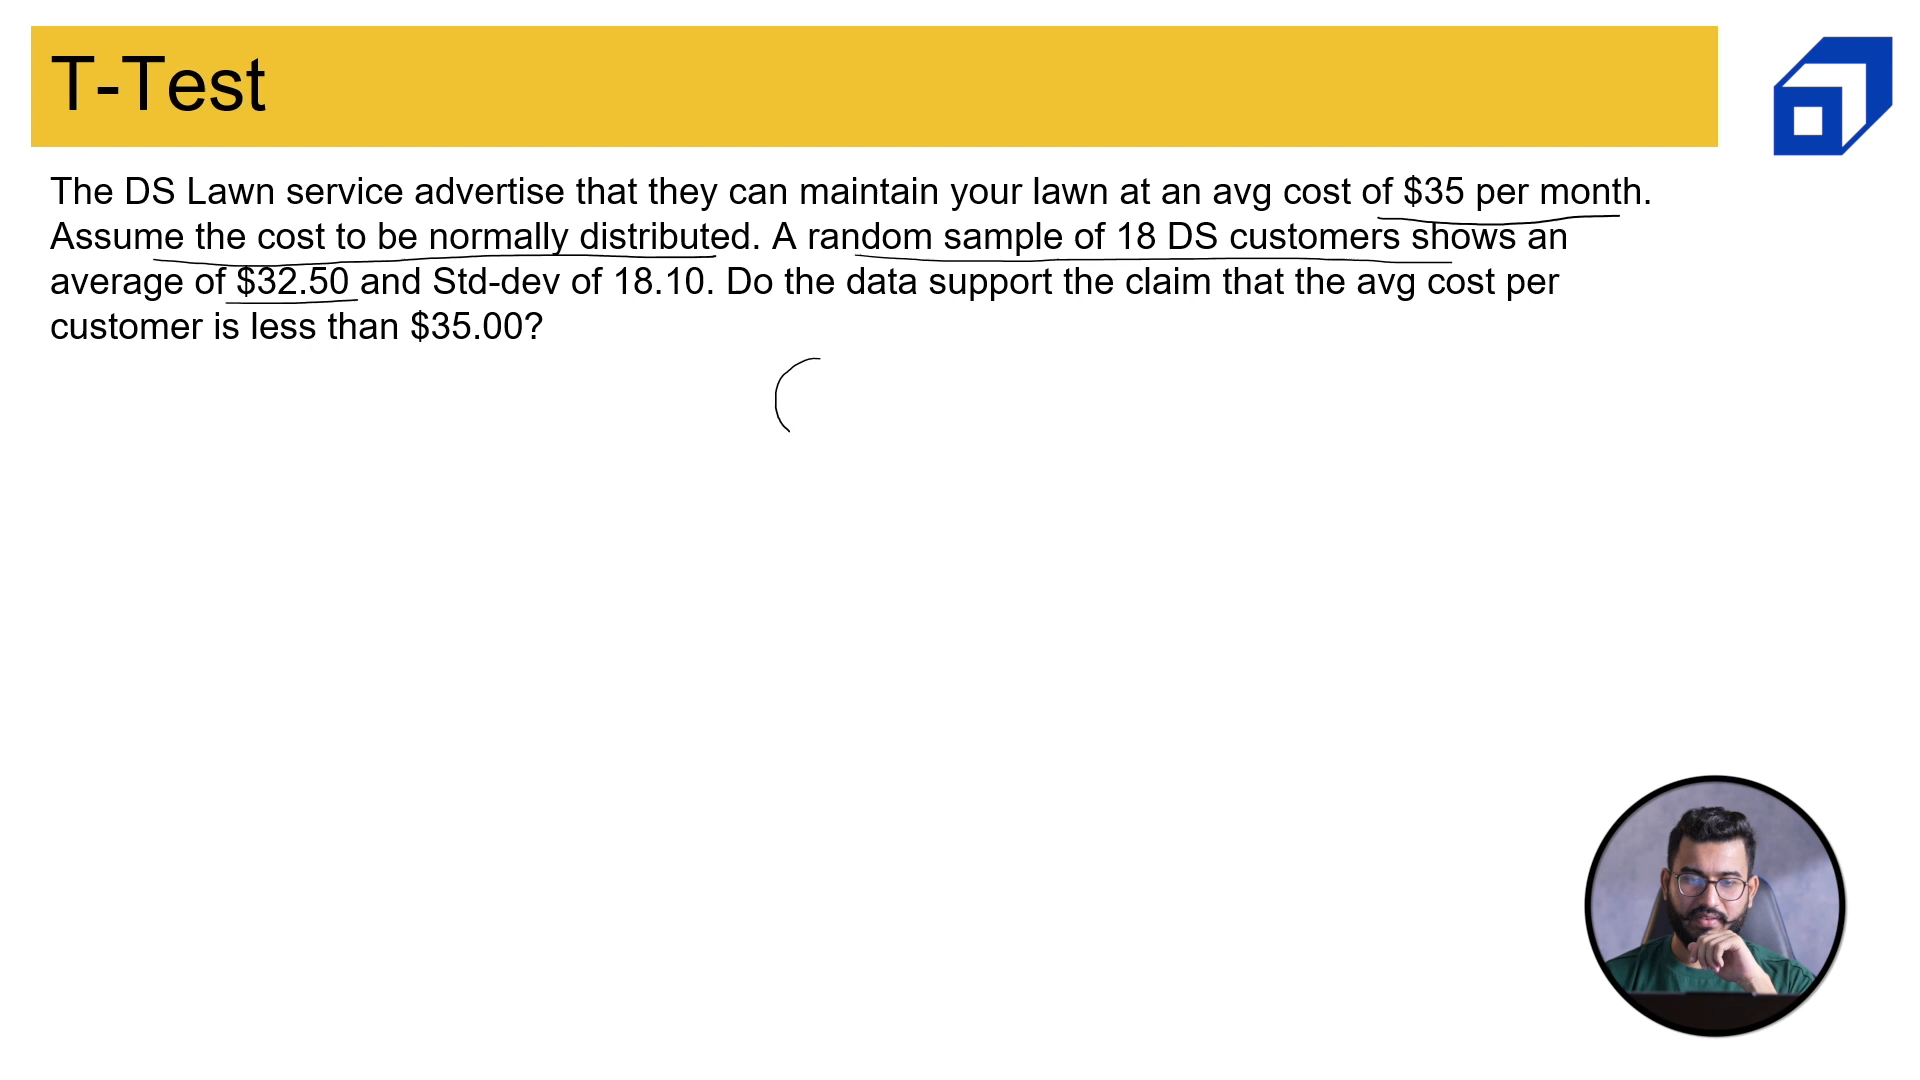 T-Test
The DS Lawn service advertise that they can maintain your lawn at an avg cost of $35 per month.
Assume the cost to be normally distributed. A random sample of 18 DS customers shows an
average of $32.50 and Std-dev of 18.10. Do the data support the claim that the avg cost per
customer is less than $35.00?